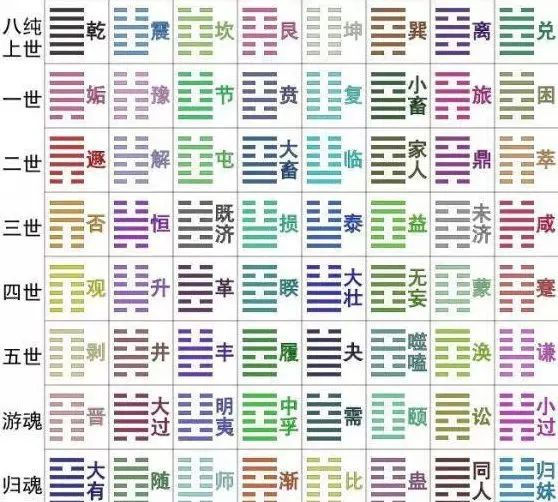 八纯上世 乾 震 坎 艮 坤 巽 离 兑
一世 姤 豫 节 贲 复 小畜 旅 困
二世 遯 解 屯 大畜 临 家人 鼎 萃
三世 否 恒 既济 损 泰 益 未济 咸
四世 观 升 革 睽 大壮 无妄 蒙 蹇
五世 剥 井 丰 履 夬 噬嗑 涣 谦
游魂 晋 大过 明夷 中孚 需 颐 讼 小过
归魂 大有 随 师 渐 比 蛊 同人 归妹